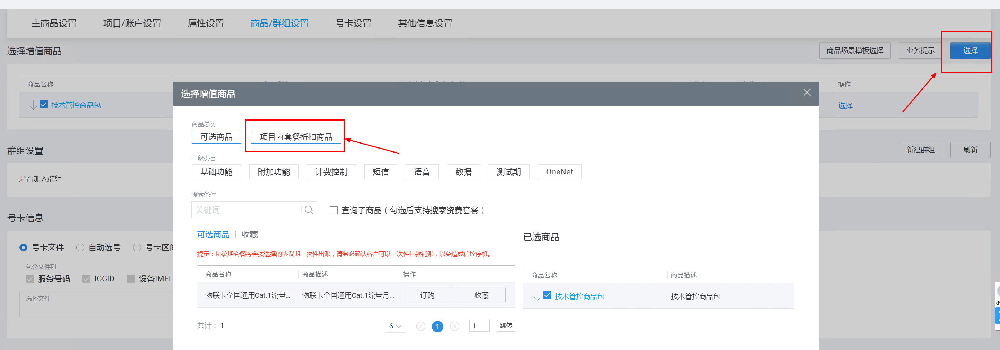 主商品设置 项目/账户设置 属性设置 商品/群组设置 号卡设置 其他信息设置
选择增值商品 商品场景模板选择 业务提示 选择
商品名称 操作
技术管控商品包 选择
选择增值商品
商品总类
可选商品 项目内套餐折扣商品
群组设置 新建群组 刷新
二级类目
基础功能 附加功能 计费控制 短信 语音 数据 测试期 OneNet
是否加入群组
搜索条件
关键词 查询子商品（勾选后支持搜索资费套餐）
号卡信息
可选商品 收藏 已选商品
号卡文件 自动选号 号卡区间
提示：协议期套餐将会按选择的协议期一次性出账，请务必确认客户可以一次性付款销账，以免造成信控停机。
包含文件列
服务号码 ICCID 设备IMEI
商品名称 商品描述 操作
商品名称 商品描述
物联卡全国通用Cat.1流量... 物联卡全国通用Cat.1流量月... 订购 收藏
技术管控商品包 技术管控商品包
选择文件
共计： 1 6 1 1 跳转
小